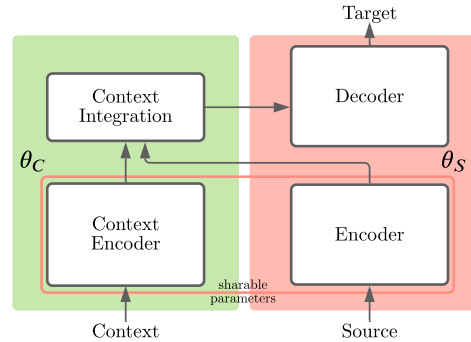 Target
Context
Integration
Decoder
θC
θS
Context
Encoder
Encoder
sharable
parameters
Context
Source